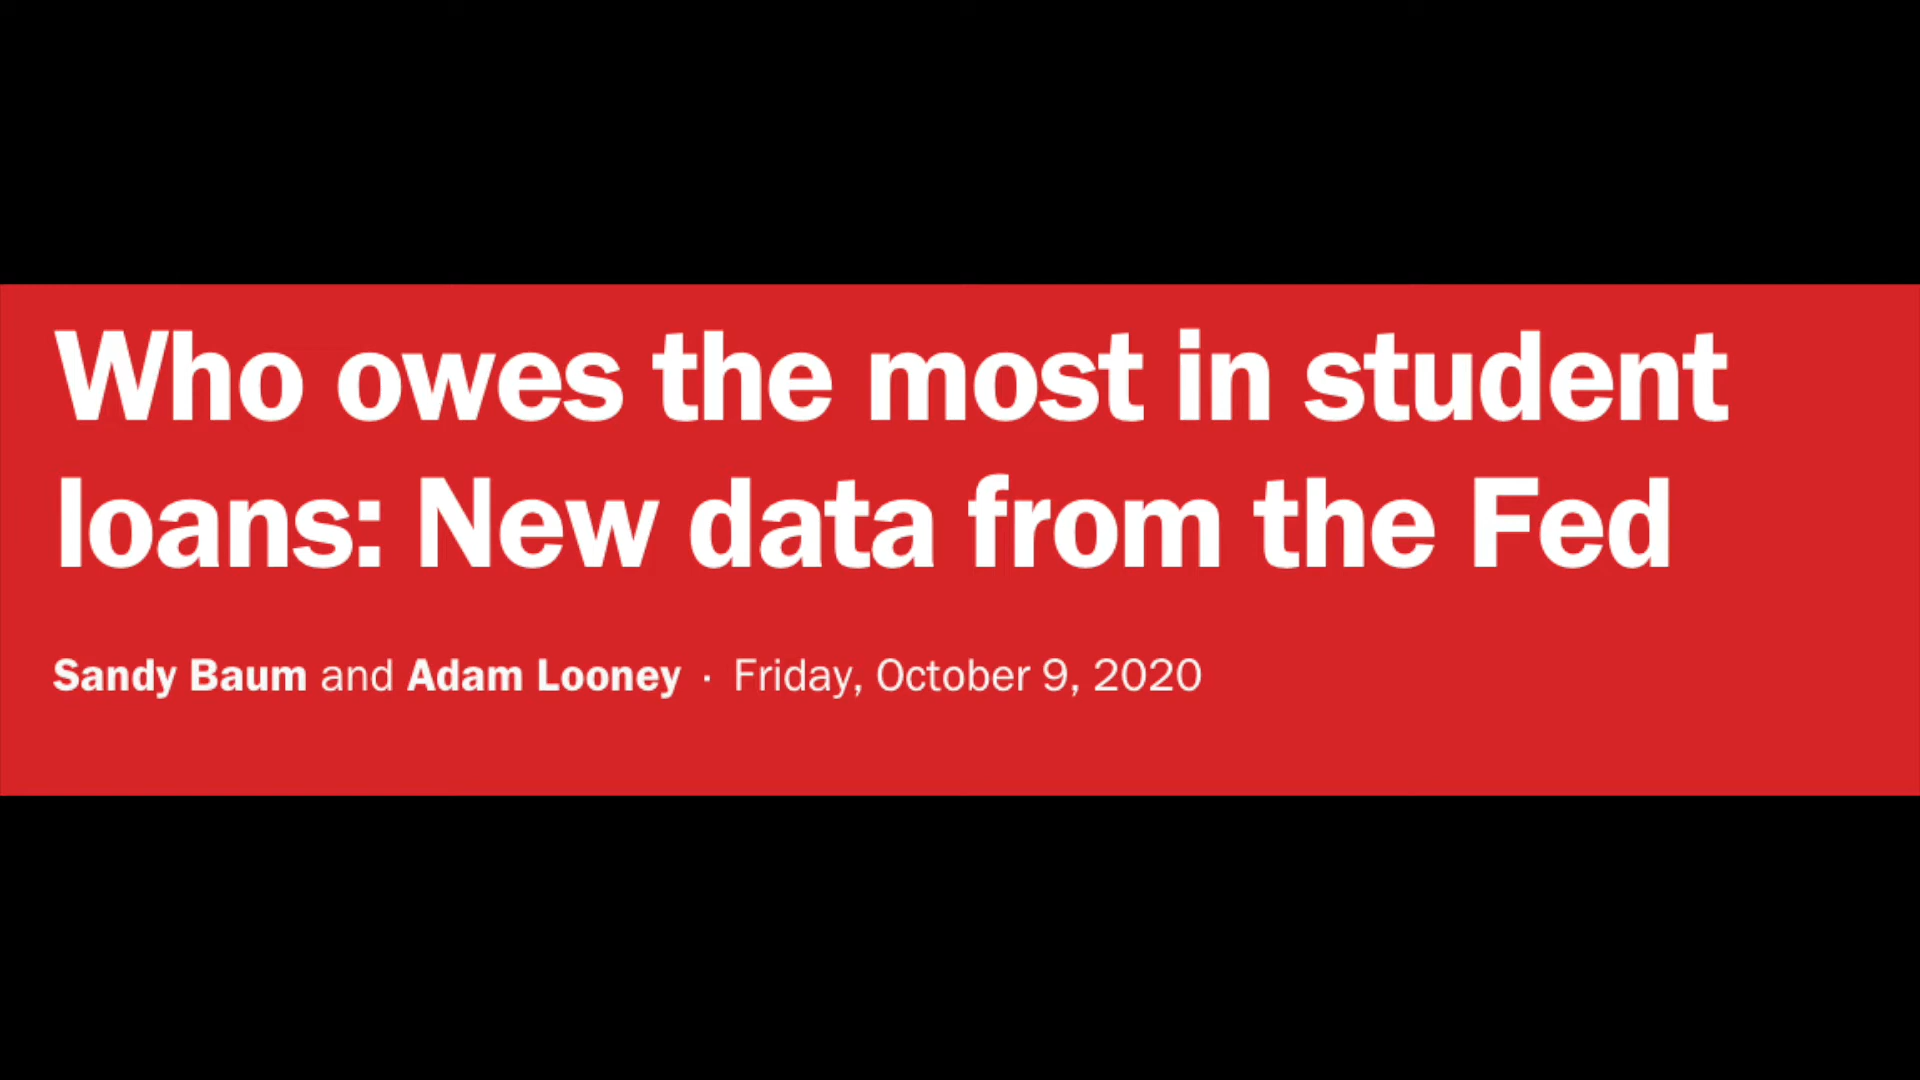 Who owes the most in student
loans: New data from the Fed
Sandy Baum and Adam Looney · Friday, October 9, 2020